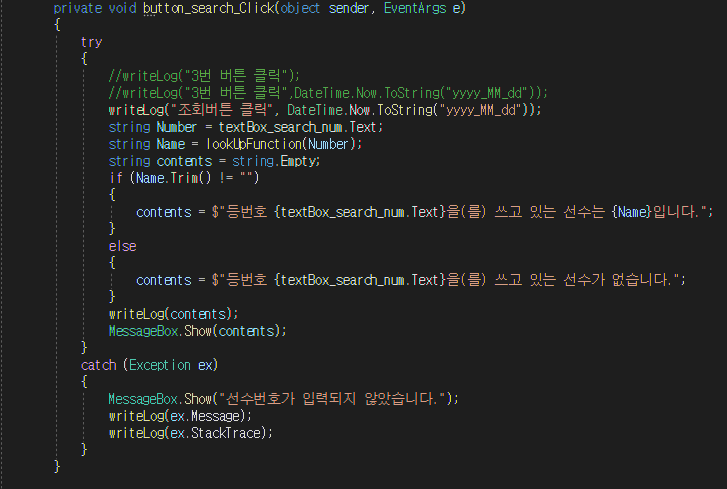 private void button_search_Click(object sender, EventArgs e)
{
try
{
//writeLog("3번 버튼 클릭");
//writeLog("3번 버튼 클릭",DateTime.Now.ToString("yyyy_MM_dd"));
writeLog("조회버튼 클릭", DateTime.Now.ToString("yyyy_MM_dd"));
string Number = textBox_search_num.Text;
string Name = lookUpFunction(Number);
string contents = string.Empty;
if (Name.Trim() != "")
{
contents = $"등번호 {textBox_search_num.Text}을(를) 쓰고 있는 선수는 {Name}입니다.";
}
else
{
contents = $"등번호 {textBox_search_num.Text}을(를) 쓰고 있는 선수가 없습니다.";
}
writeLog(contents);
MessageBox.Show(contents);
}
catch (Exception ex)
{
MessageBox.Show("선수번호가 입력되지 않았습니다.");
writeLog(ex.Message);
writeLog(ex.StackTrace);
}
}